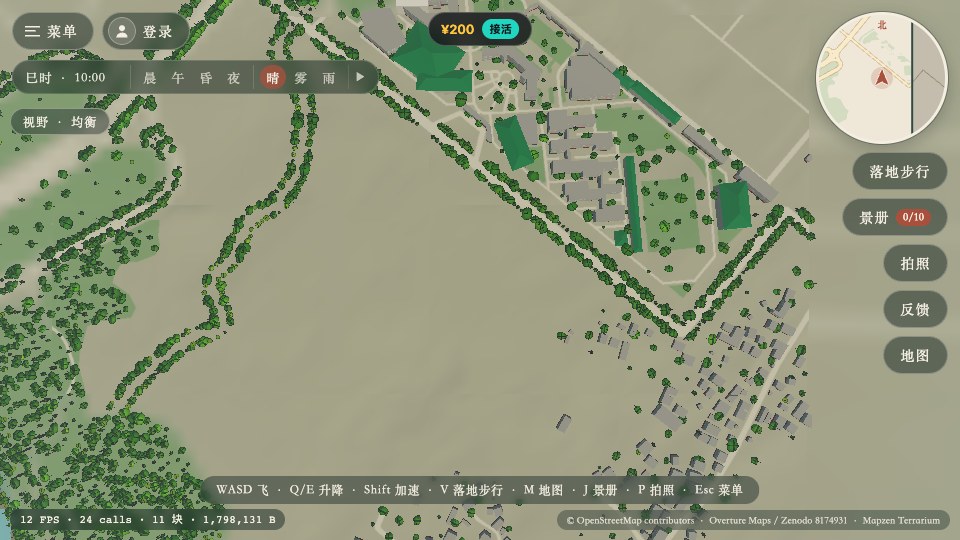 菜单
登录
¥200 接活
北
巳时 · 10:00 晨 午 昏 夜 晴 雾 雨
视野 · 均衡
落地步行
景册 0/10
拍照
反馈
地图
WASD 飞 · Q/E 升降 · Shift 加速 · V 落地步行 · M 地图 · J 景册 · P 拍照 · Esc 菜单
12 FPS · 24 calls · 11 块 · 1,798,131 B
© OpenStreetMap contributors · Overture Maps / Zenodo 8174931 · Mapzen Terrarium